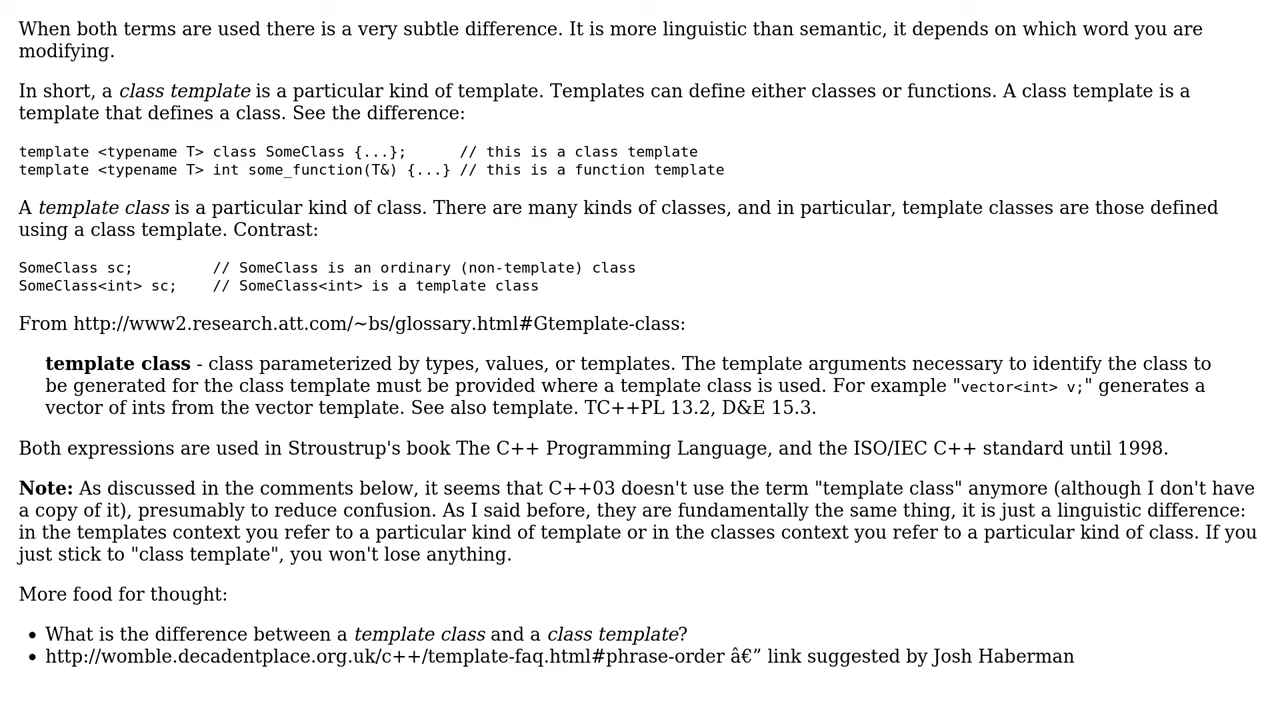 When both terms are used there is a very subtle difference. It is more linguistic than semantic, it depends on which word you are
modifying.
In short, a class template is a particular kind of template. Templates can define either classes or functions. A class template is a
template that defines a class. See the difference:
template <typename T> class SomeClass {...};      // this is a class template
template <typename T> int some_function(T&) {...} // this is a function template
A template class is a particular kind of class. There are many kinds of classes, and in particular, template classes are those defined
using a class template. Contrast:
SomeClass sc;         // SomeClass is an ordinary (non-template) class
SomeClass<int> sc;    // SomeClass<int> is a template class
From http://www2.research.att.com/~bs/glossary.html#Gtemplate-class:
template class - class parameterized by types, values, or templates. The template arguments necessary to identify the class to
be generated for the class template must be provided where a template class is used. For example "vector<int> v;" generates a
vector of ints from the vector template. See also template. TC++PL 13.2, D&E 15.3.
Both expressions are used in Stroustrup's book The C++ Programming Language, and the ISO/IEC C++ standard until 1998.
Note: As discussed in the comments below, it seems that C++03 doesn't use the term "template class" anymore (although I don't have
a copy of it), presumably to reduce confusion. As I said before, they are fundamentally the same thing, it is just a linguistic difference:
in the templates context you refer to a particular kind of template or in the classes context you refer to a particular kind of class. If you
just stick to "class template", you won't lose anything.
More food for thought:
• What is the difference between a template class and a class template?
• http://womble.decadentplace.org.uk/c++/template-faq.html#phrase-order â€” link suggested by Josh Haberman